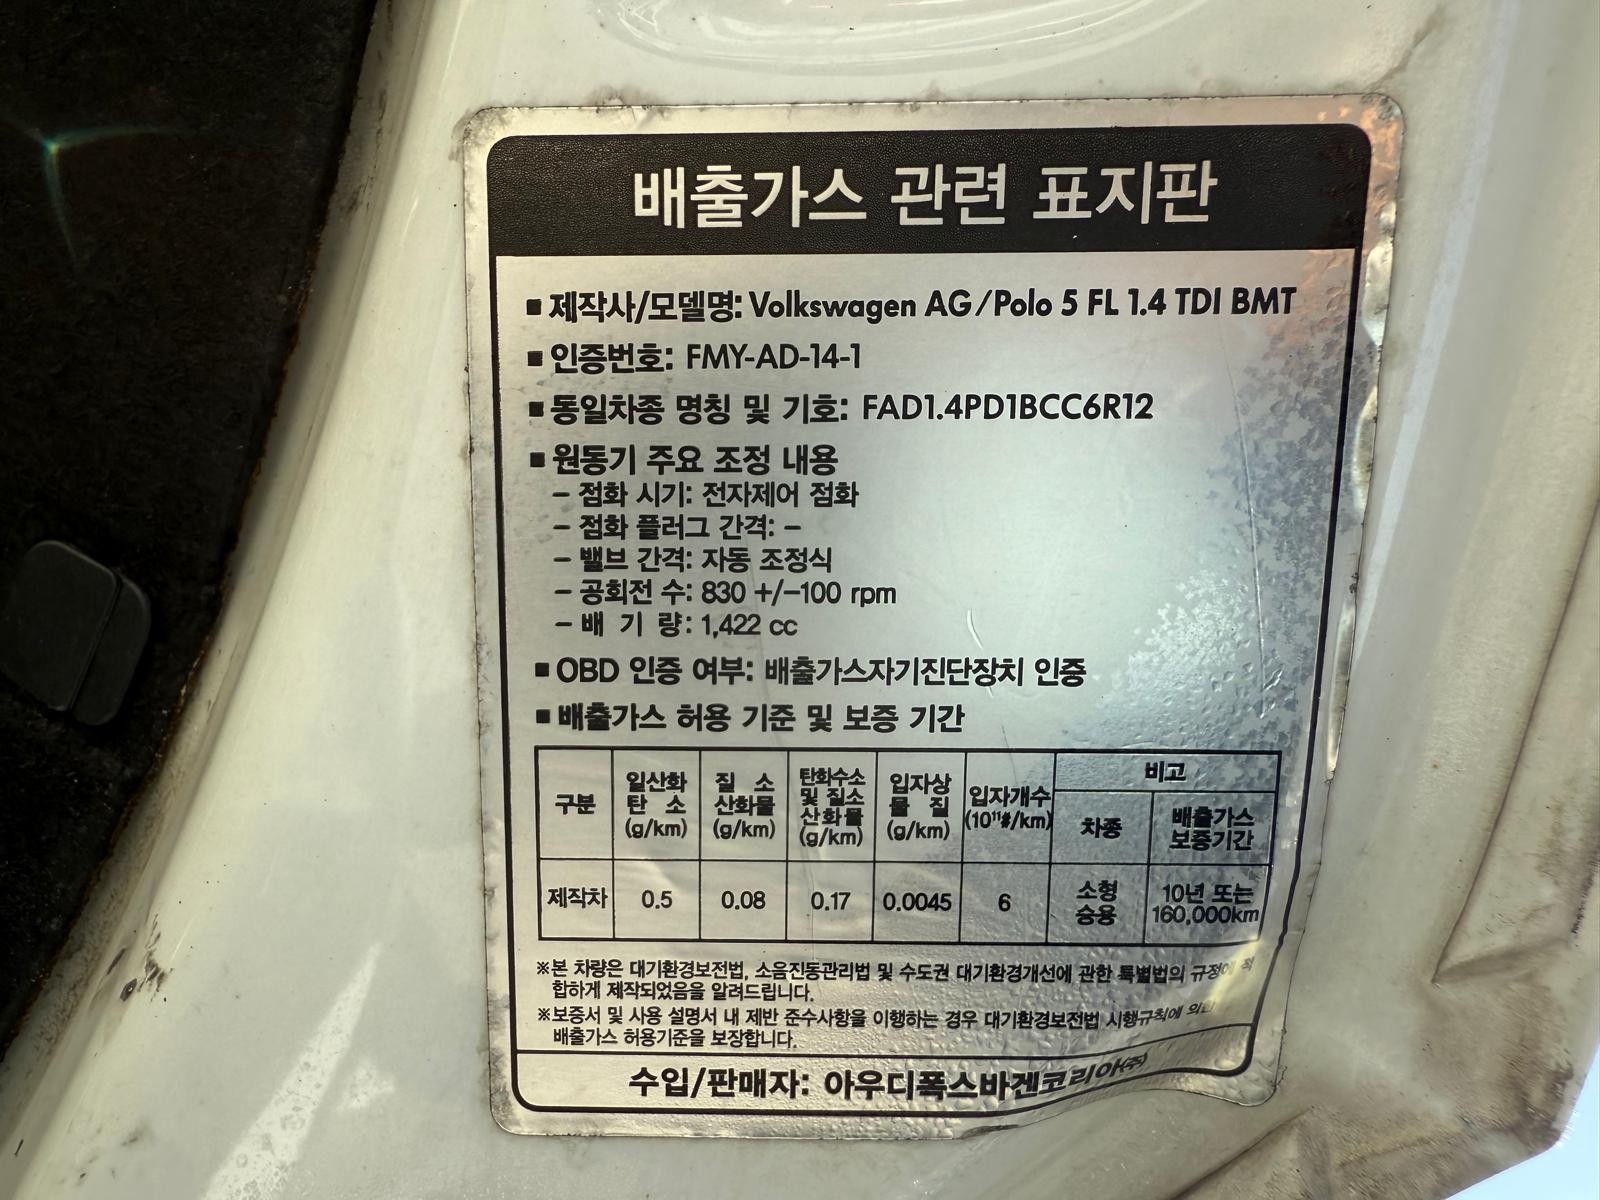 배출가스 관련 표지판
■ 제작사/모델명: Volkswagen AG/Polo 5 FL 1.4 TDI BMT
■ 인증번호: FMY-AD-14-1
■ 동일차종 명칭 및 기호: FAD1.4PD1BCC6R12
■ 원동기 주요 조정 내용
– 점화 시기: 전자제어 점화
– 점화 플러그 간격: –
– 밸브 간격: 자동 조정식
– 공회전 수: 830 +/–100 rpm
– 배 기 량: 1,422 cc
■ OBD 인증 여부: 배출가스자기진단장치 인증
■ 배출가스 허용 기준 및 보증 기간
구분
일산화
탄 소
(g/km)
질 소
산화물
(g/km)
탄화수소
및 질소
산화물
(g/km)
입자상
물 질
(g/km)
입자개수
(10¹¹#/km)
비고
차종
배출가스
보증기간
제작차
0.5
0.08
0.17
0.0045
6
소형
승용
10년 또는
160,000km
※본 차량은 대기환경보전법, 소음진동관리법 및 수도권 대기환경개선에 관한 특별법의 규정에 적
합하게 제작되었음을 알려드립니다.
※보증서 및 사용 설명서 내 제반 준수사항을 이행하는 경우 대기환경보전법 시행규칙에
배출가스 허용기준을 보장합니다.
수입/판매자: 아우디폭스바겐코리아㈜